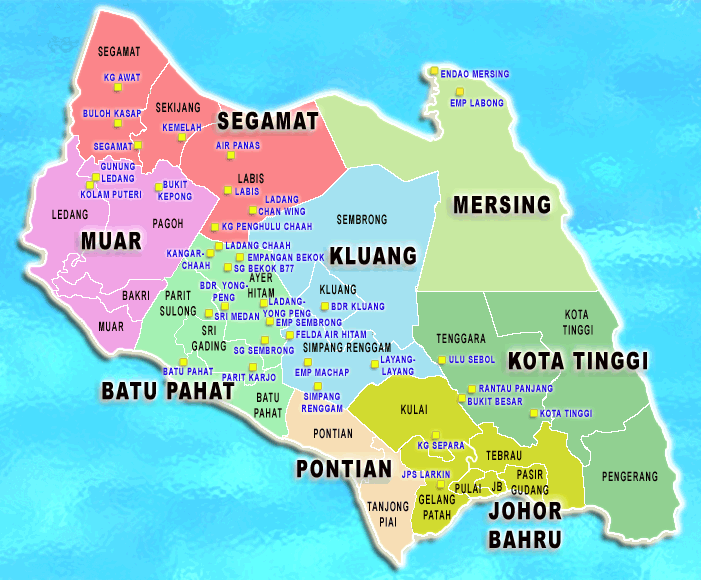 ENDAO MERSING
SEGAMAT
KG AWAT
EMP LABONG
SEKIJANG
BULOH KASAP
SEGAMAT
KEMELAH
SEGAMAT
AIR PANAS
GUNUNG
LEDANG
LABIS
BUKIT
KEPONG
KOLAM PUTERI
LABIS
LADANG
CHAN WING
MERSING
LEDANG
PAGOH
SEMBRONG
KG PENGHULU CHAAH
MUAR
LADANG CHAAH
KANGAR-
CHAAH
EMPANGAN BEKOK
KLUANG
SG BEKOK B77
AYER
HITAM
BDR YONG-
PENG
KLUANG
BAKRI
PARIT
SULONG
LADANG-
YONG PENG
BDR KLUANG
SRI MEDAN
EMP SEMBRONG
KOTA
TINGGI
MUAR
SRI
GADING
FELDA AIR HITAM
TENGGARA
SG SEMBRONG
SIMPANG RENGGAM
KOTA TINGGI
BATU PAHAT
LAYANG-
LAYANG
ULU SEBOL
EMP MACHAP
PARIT KARJO
BATU PAHAT
SIMPANG
RENGGAM
RANTAU PANJANG
BUKIT BESAR
BATU
PAHAT
KULAI
KOTA TINGGI
PONTIAN
KG SEPARA
TEBRAU
PONTIAN
JPS LARKIN
PASIR
GUDANG
PENGERANG
PULAI
JB
GELANG
PATAH
TANJONG
PIAI
JOHOR
BAHRU